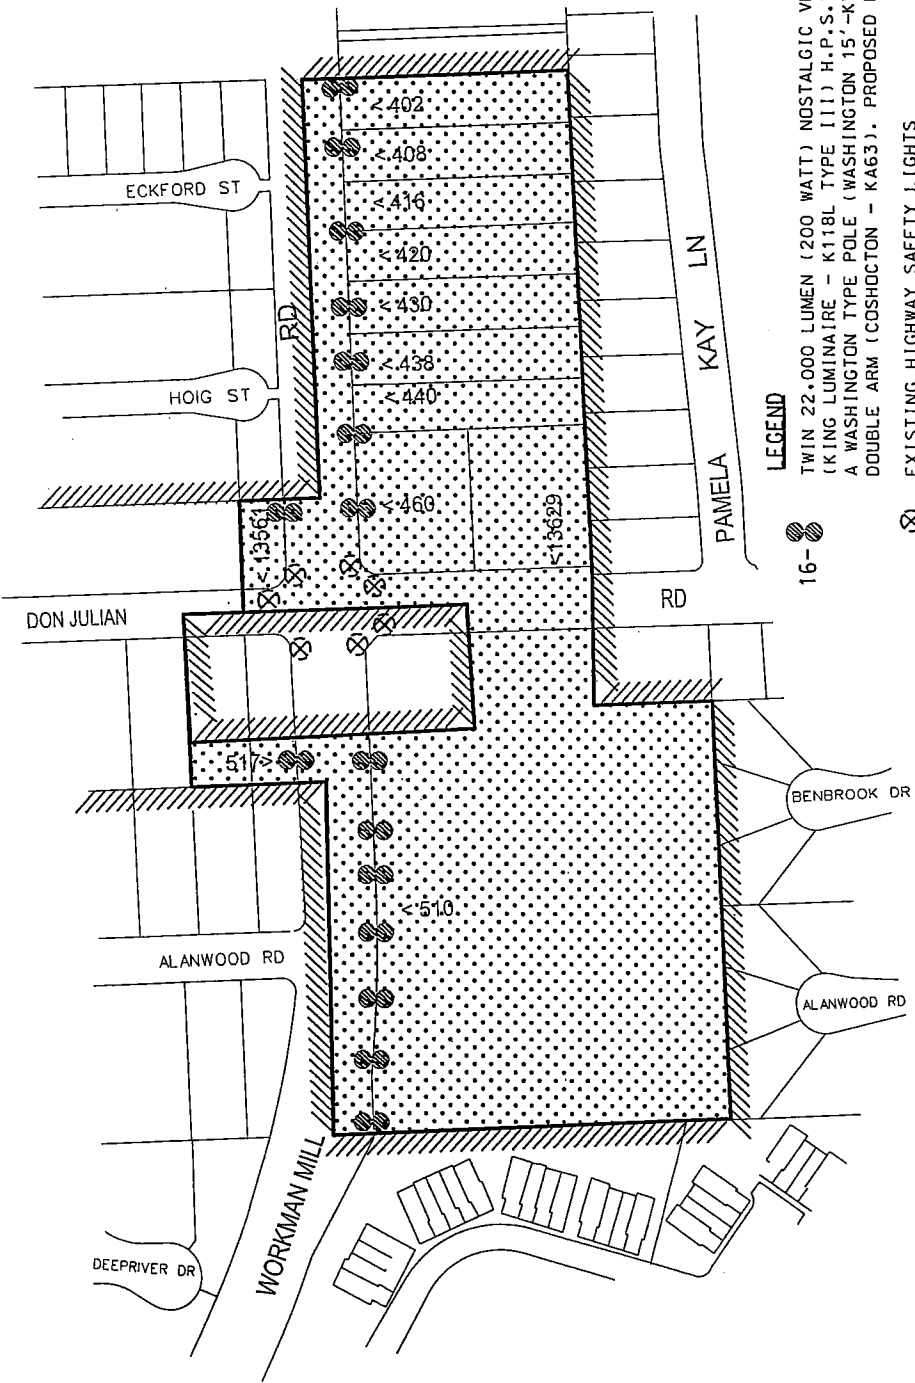 <402
<408
<416
<420
<430
<438
<440
<460
<13561
<13629
517>
<510
ECKFORD ST
HOIG ST
RD
DON JULIAN
RD
PAMELA KAY LN
BENBROOK DR
ALANWOOD RD
ALANWOOD RD
WORKMAN MILL
DEEPRIVER DR
LEGEND
16-
TWIN 22,000 LUMEN (200 WATT) NOSTALGIC
(KING LUMINAIRE - K118L TYPE III) H.P.S.
A WASHINGTON TYPE POLE (WASHINGTON 15'-
DOUBLE ARM (COSHOCTON - KA63). PROPOSED
EXISTING HIGHWAY SAFETY LIGHTS